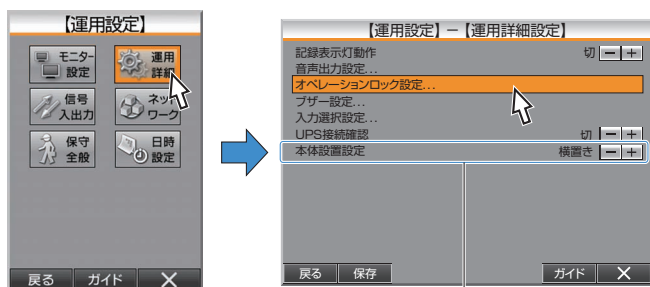 【運用設定】
モニター
設定
運用
詳細
信号
入出力
ネット
ワーク
保守
全般
日時
設定
戻る ガイド ×
【運用設定】－【運用詳細設定】
記録表示灯動作 切 － ＋
音声出力設定...
オペレーションロック設定...
ブザー設定...
入力選択設定...
UPS接続確認 切 － ＋
本体設置設定 横置き － ＋
戻る 保存 ガイド ×